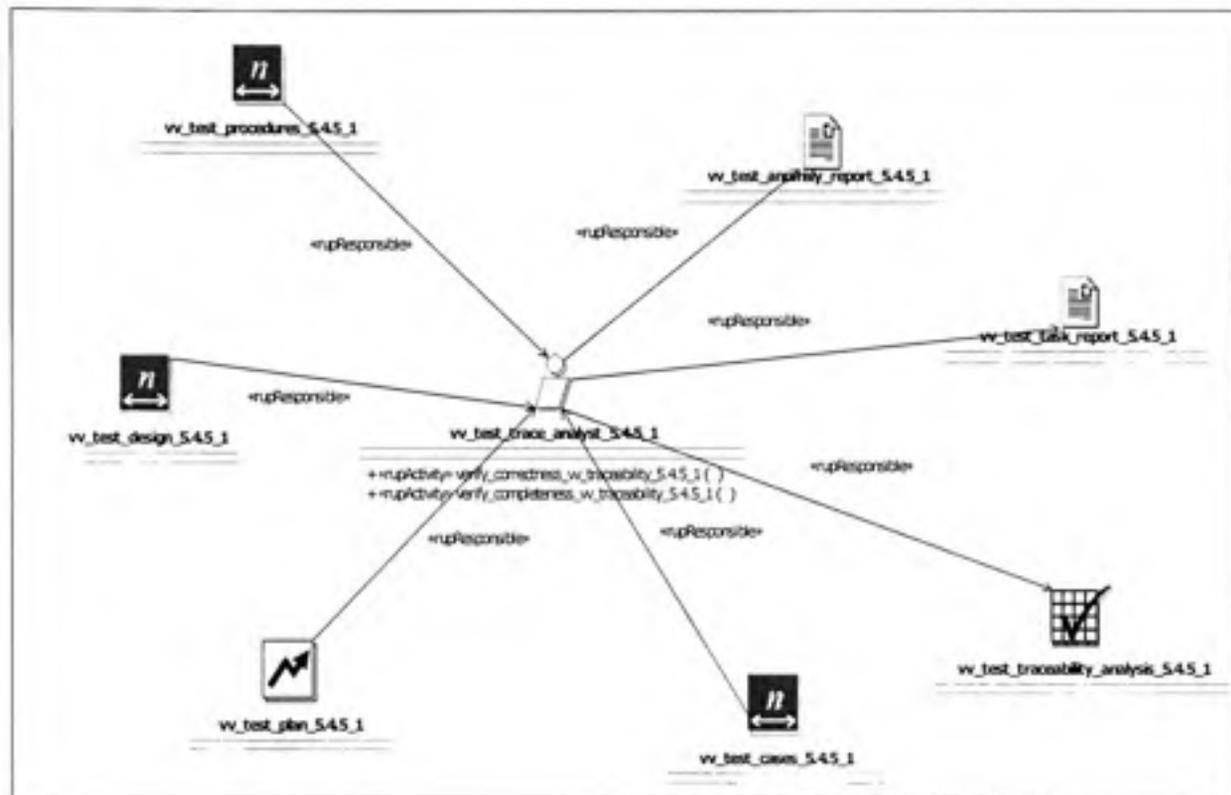 n
vv_test_procedures_5.4.5_1
vv_test_anomaly_report_5.4.5_1
«rupResponsible»
«rupResponsible»
«rupResponsible»
vv_test_task_report_5.4.5_1
n
«rupResponsible»
vv_test_design_5.4.5_1
vv_test_trace_analyst_5.4.5_1
«rupResponsible»
+ «rupActivity» verify_correctness_vv_traceability_5.4.5_1 ( )
+ «rupActivity» verify_completeness_vv_traceability_5.4.5_1 ( )
«rupResponsible»
«rupResponsible»
vv_test_traceability_analysis_5.4.5_1
n
vv_test_plan_5.4.5_1
vv_test_cases_5.4.5_1